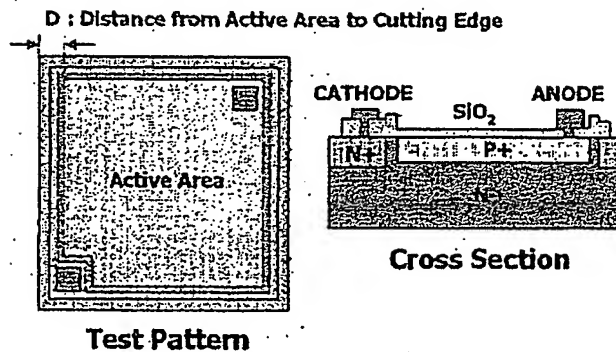 D : Distance from Active Area to Cutting Edge
CATHODE
ANODE
SiO₂
N+
P+
Active Area
Cross Section
Test Pattern